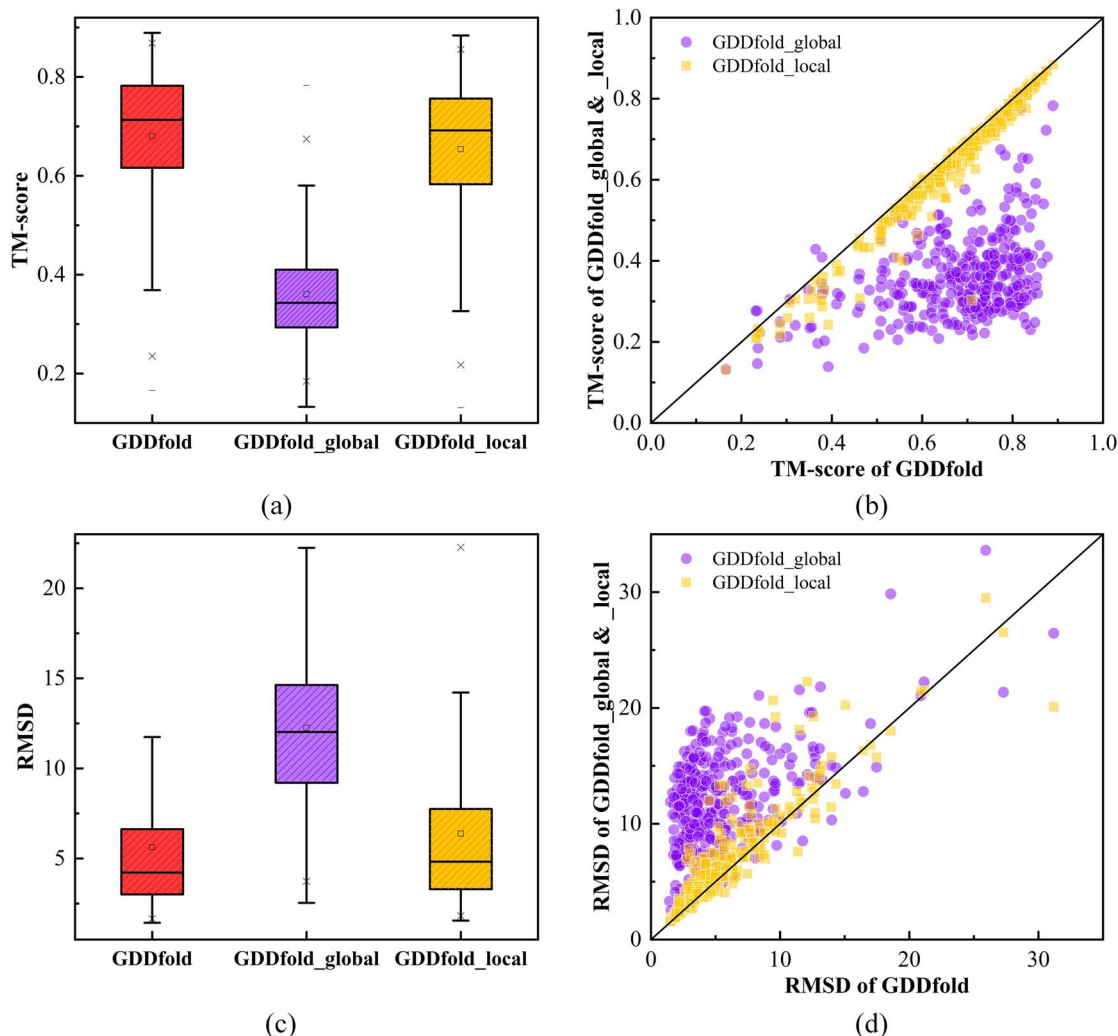 TM-score
0.8
0.6
0.4
0.2
GDDfold
GDDfold_global
GDDfold_local
(a)
TM-score of GDDfold_global & _local
1.0
0.8
0.6
0.4
0.2
0.0
GDDfold_global
GDDfold_local
0.0 0.2 0.4 0.6 0.8 1.0
TM-score of GDDfold
(b)
RMSD
20
15
10
5
GDDfold
GDDfold_global
GDDfold_local
(c)
RMSD of GDDfold_global & _local
30
20
10
0
GDDfold_global
GDDfold_local
0 10 20 30
RMSD of GDDfold
(d)